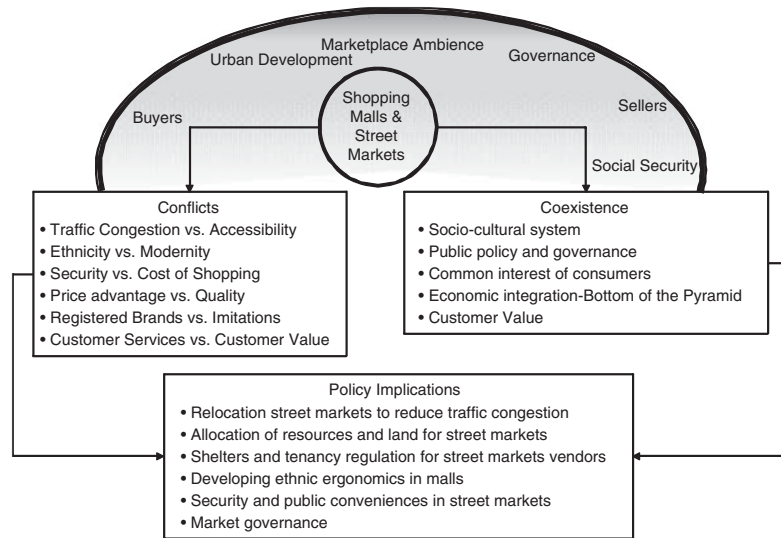 Marketplace Ambience
Urban Development
Governance
Buyers
Shopping
Malls &
Street
Markets
Sellers
Social Security
Conflicts
• Traffic Congestion vs. Accessibility
• Ethnicity vs. Modernity
• Security vs. Cost of Shopping
• Price advantage vs. Quality
• Registered Brands vs. Imitations
• Customer Services vs. Customer Value
Coexistence
• Socio-cultural system
• Public policy and governance
• Common interest of consumers
• Economic integration-Bottom of the Pyramid
• Customer Value
Policy Implications
• Relocation street markets to reduce traffic congestion
• Allocation of resources and land for street markets
• Shelters and tenancy regulation for street markets vendors
• Developing ethnic ergonomics in malls
• Security and public conveniences in street markets
• Market governance